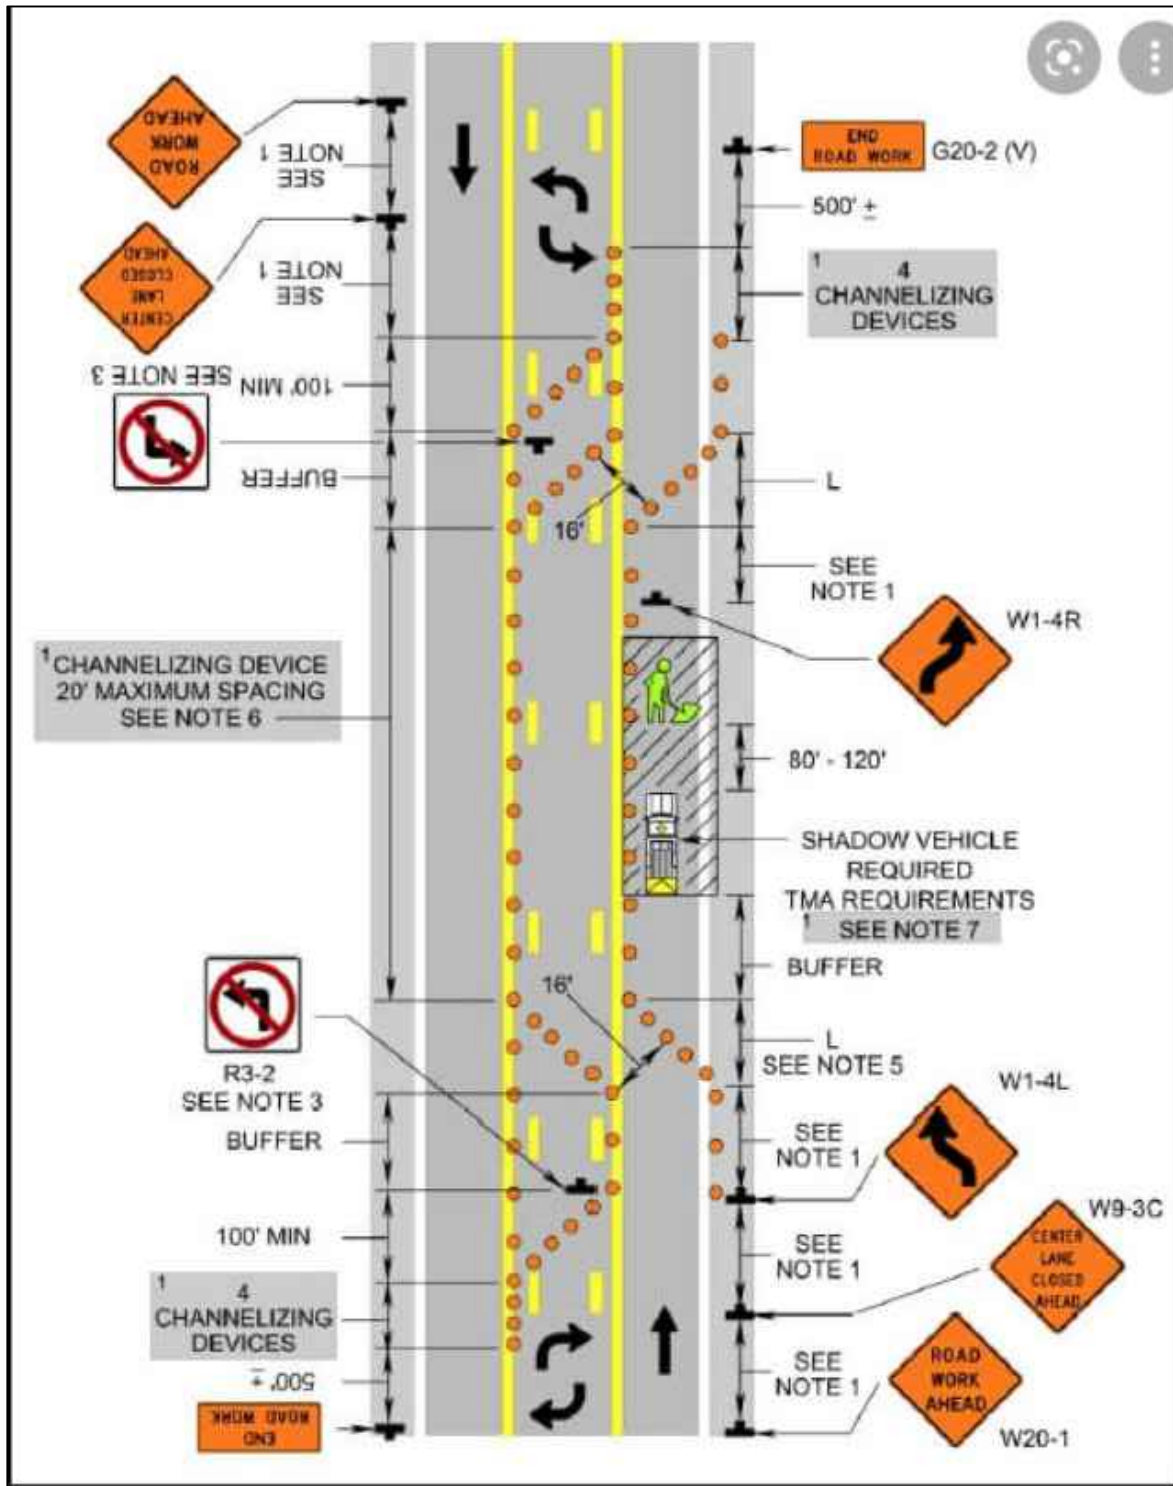 ROAD
WORK
AHEAD
SEE
NOTE 1
CENTER
LANE
CLOSED
AHEAD
SEE
NOTE 1
SEE NOTE 3
100' MIN
BUFFER
16'
1 CHANNELIZING DEVICE
20' MAXIMUM SPACING
SEE NOTE 6
R3-2
SEE NOTE 3
BUFFER
100' MIN
1 4
CHANNELIZING
DEVICES
500' ±
END
ROAD WORK
END
ROAD WORK
G20-2 (V)
500' ±
1 4
CHANNELIZING
DEVICES
L
SEE
NOTE 1
W1-4R
80' - 120'
SHADOW VEHICLE
REQUIRED
TMA REQUIREMENTS
1 SEE NOTE 7
BUFFER
16'
L
SEE NOTE 5
W1-4L
SEE
NOTE 1
W9-3C
CENTER
LANE
CLOSED
AHEAD
SEE
NOTE 1
ROAD
WORK
AHEAD
SEE
NOTE 1
W20-1